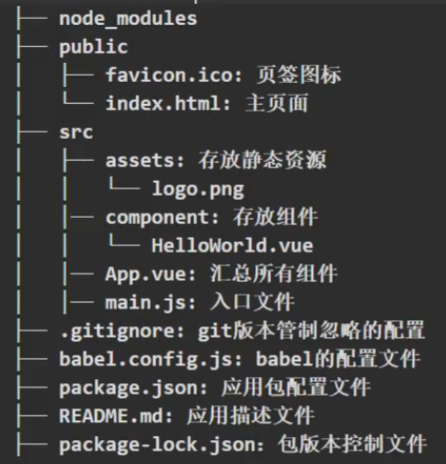 ├── node_modules
├── public
│   ├── favicon.ico: 页签图标
│   └── index.html: 主页面
├── src
│   ├── assets: 存放静态资源
│   │   └── logo.png
│   │── component: 存放组件
│   │   └── HelloWorld.vue
│   │── App.vue: 汇总所有组件
│   │── main.js: 入口文件
├── .gitignore: git版本管制忽略的配置
├── babel.config.js: babel的配置文件
├── package.json: 应用包配置文件
├── README.md: 应用描述文件
├── package-lock.json: 包版本控制文件